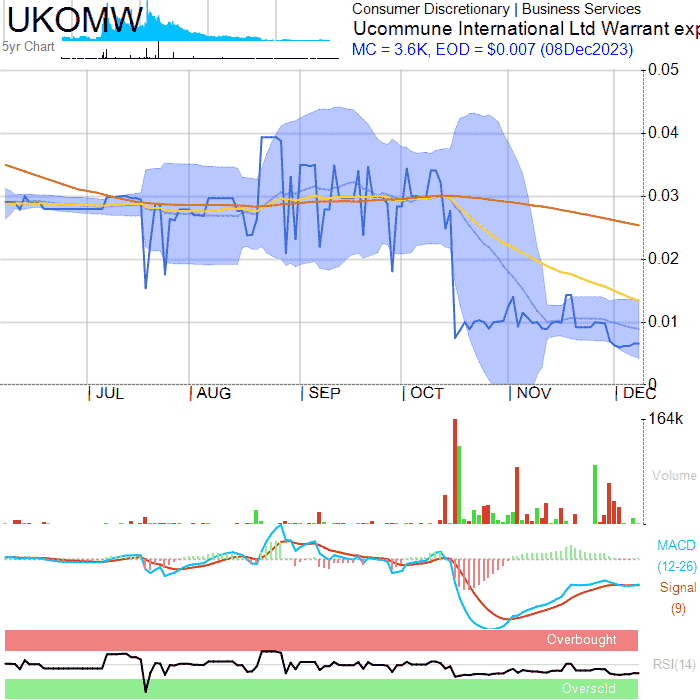 UKOMW
5yr Chart
Consumer Discretionary | Business Services
Ucommune International Ltd Warrant exp
MC = 3.6K, EOD = $0.007 (08Dec2023)
0.05
0.04
0.03
0.02
0.01
0
JUL AUG SEP OCT NOV DEC
164k
Volume
MACD
(12-26)
Signal
(9)
Overbought
RSI(14)
Oversold